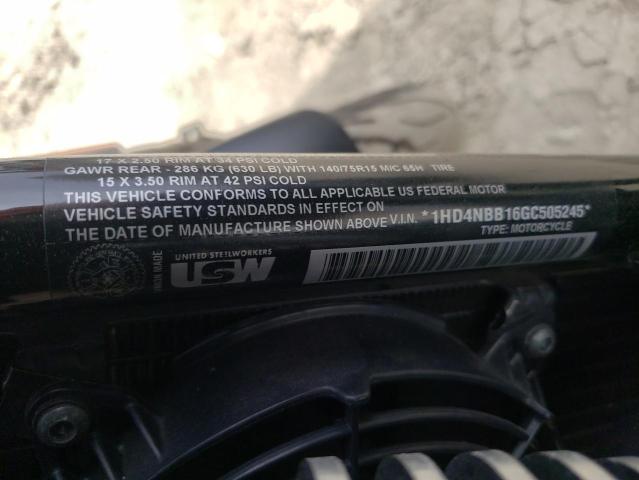 17 X 2.50 RIM AT 34 PSI COLD
GAWR REAR - 286 KG (630 LB) WITH 140/75R15 MIC 65H TIRE
15 X 3.50 RIM AT 42 PSI COLD
THIS VEHICLE CONFORMS TO ALL APPLICABLE US FEDERAL MOTOR
VEHICLE SAFETY STANDARDS IN EFFECT ON
THE DATE OF MANUFACTURE SHOWN ABOVE V.I.N. *1HD4NBB16GC505245*
TYPE: MOTORCYCLE
UNITED STEELWORKERS
USW
MADE